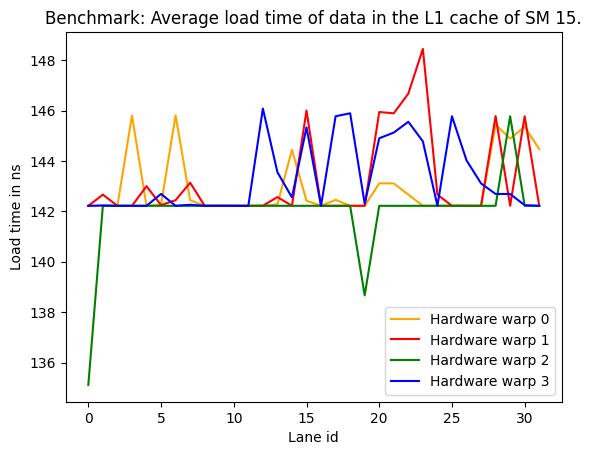 Benchmark: Average load time of data in the L1 cache of SM 15.
Load time in ns
148
146
144
142
140
138
136
0
5
10
15
20
25
30
Lane id
Hardware warp 0
Hardware warp 1
Hardware warp 2
Hardware warp 3